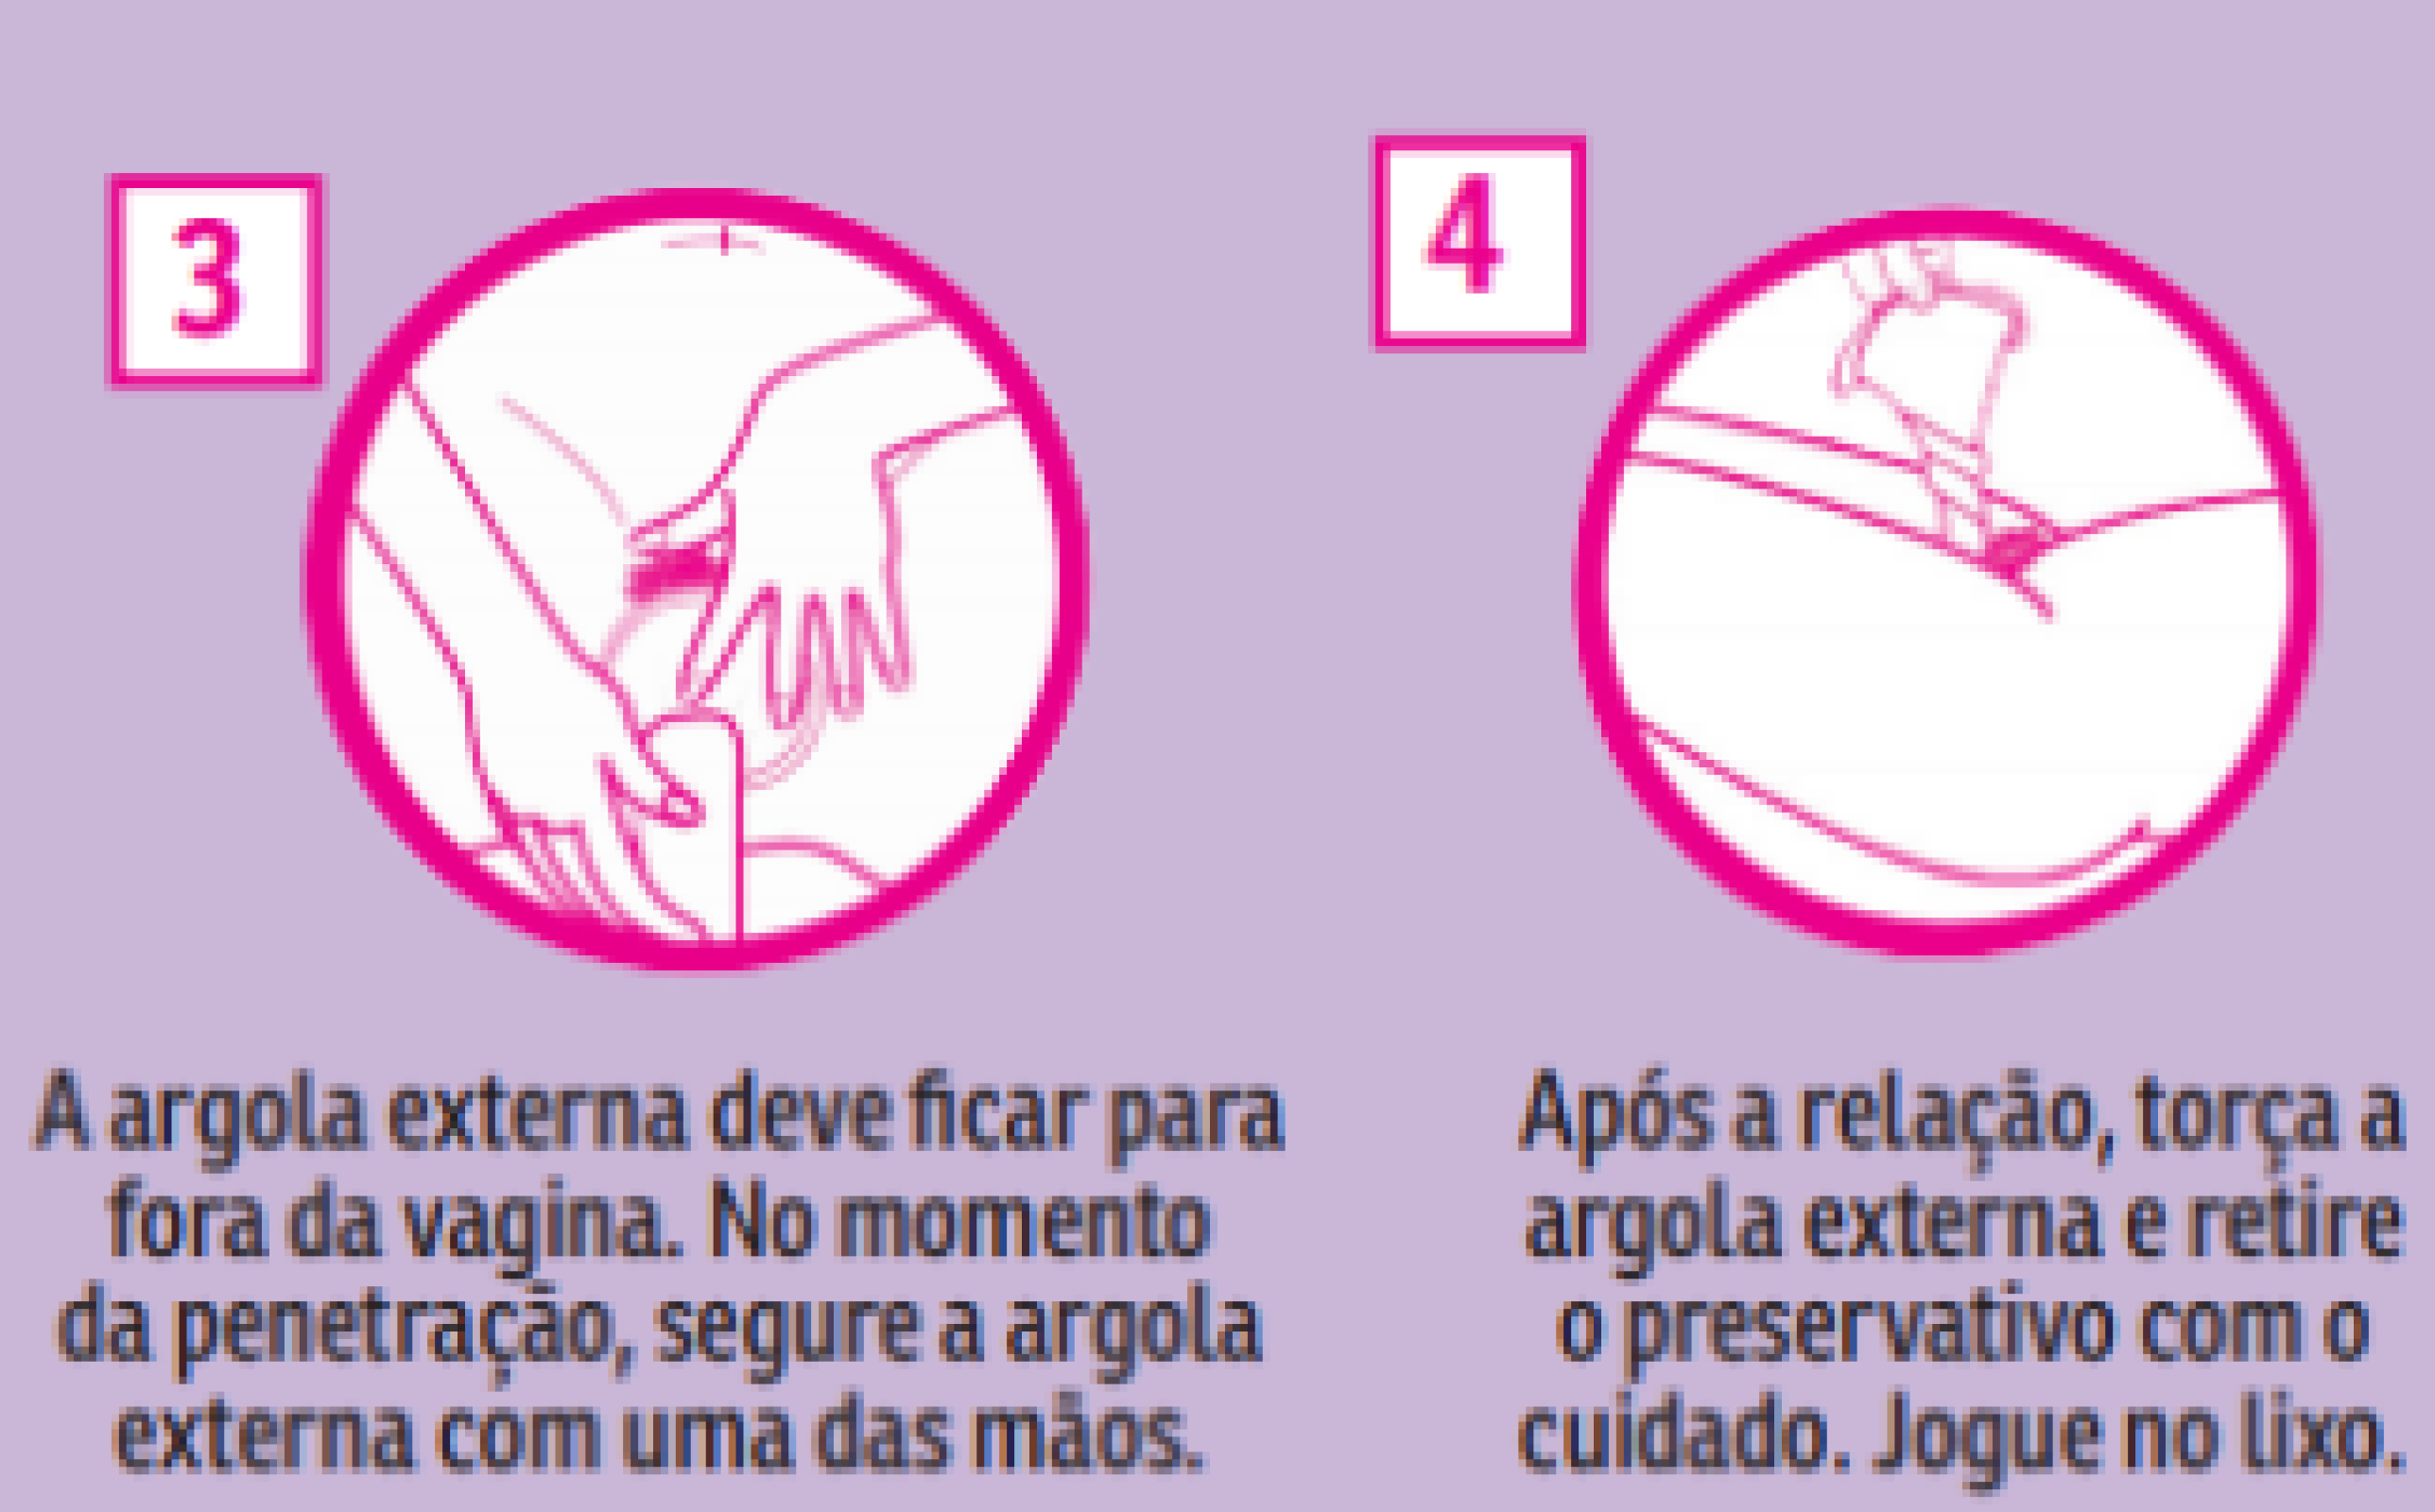 3
A argola externa deve ficar para
fora da vagina. No momento
da penetração, segure a argola
externa com uma das mãos.
4
Após a relação, torça a
argola externa e retire
o preservativo com o
cuidado. Jogue no lixo.